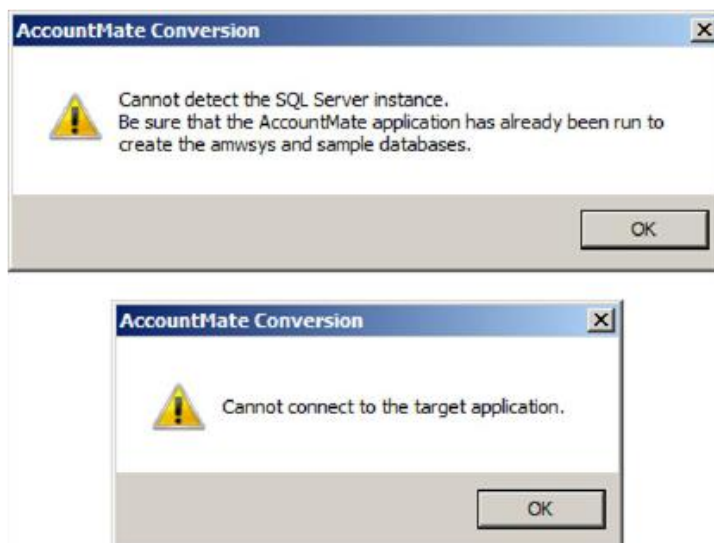 AccountMate Conversion
Cannot detect the SQL Server instance.
Be sure that the AccountMate application has already been run to
create the amwsys and sample databases.
OK
AccountMate Conversion
Cannot connect to the target application.
OK